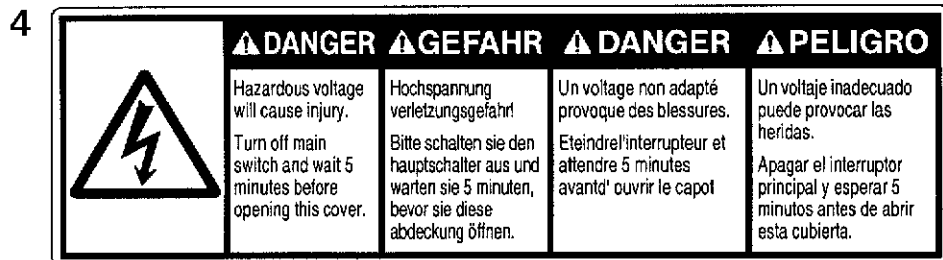 4
⚠DANGER
Hazardous voltage
will cause injury.
Turn off main
switch and wait 5
minutes before
opening this cover.
⚠GEFAHR
Hochspannung
verletzungsgefahr!
Bitte schalten sie den
hauptschalter aus und
warten sie 5 minuten,
bevor sie diese
abdeckung öffnen.
⚠DANGER
Un voltage non adapté
provoque des blessures.
Eteindrel'interrupteur et
attendre 5 minutes
avantd' ouvrir le capot
⚠PELIGRO
Un voltaje inadecuado
puede provocar las
heridas.
Apagar el interruptor
principal y esperar 5
minutos antes de abrir
esta cubierta.